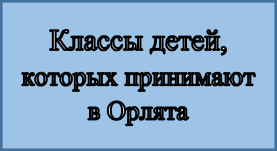 Классы детей,
которых принимают
в Орлята